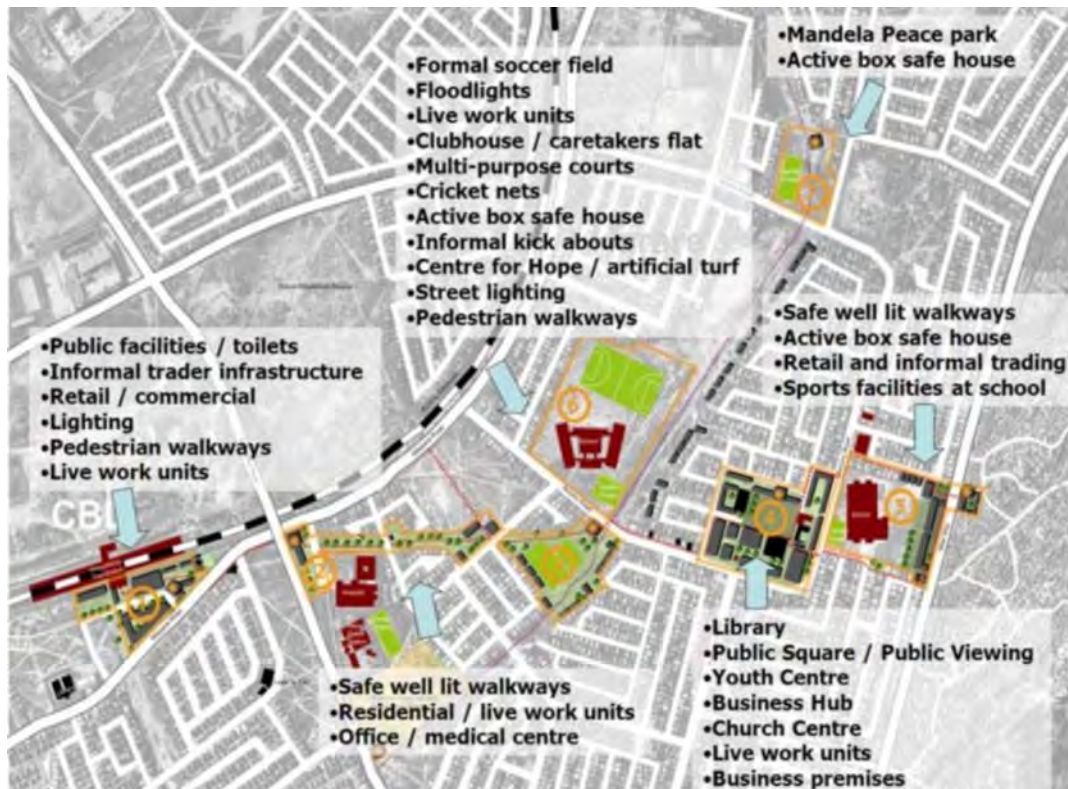 •Mandela Peace park
•Active box safe house
•Formal soccer field
•Floodlights
•Live work units
•Clubhouse / caretakers flat
•Multi-purpose courts
•Cricket nets
•Active box safe house
•Informal kick abouts
•Centre for Hope / artificial turf
•Street lighting
•Pedestrian walkways
•Safe well lit walkways
•Active box safe house
•Retail and informal trading
•Sports facilities at school
•Public facilities / toilets
•Informal trader infrastructure
•Retail / commercial
•Lighting
•Pedestrian walkways
•Live work units
•Safe well lit walkways
•Residential / live work units
•Office / medical centre
•Library
•Public Square / Public Viewing
•Youth Centre
•Business Hub
•Church Centre
•Live work units
•Business premises